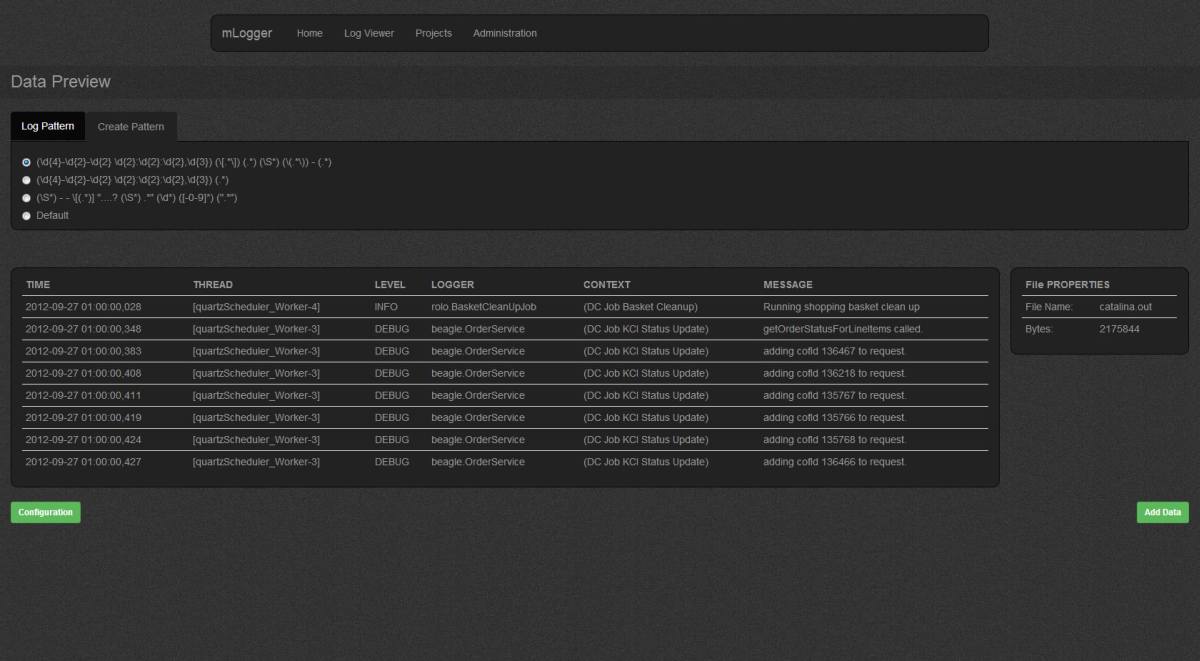 mLogger Home Log Viewer Projects Administration
Data Preview
Log Pattern Create Pattern
(\d{4}-\d{2}-\d{2} \d{2}:\d{2}:\d{2},\d{3}) (\[.*\]) (.*) (\S*) (\(.*\)) - (.*)
(\d{4}-\d{2}-\d{2} \d{2}:\d{2}:\d{2},\d{3}) (.*)
(\S*) - - \[(.*)] "....? (\S*) .*" (\d*) ([-0-9]*) (".*")
Default
TIME THREAD LEVEL LOGGER CONTEXT MESSAGE
2012-09-27 01:00:00,028 [quartzScheduler_Worker-4] INFO rolo.BasketCleanUpJob (DC Job Basket Cleanup) Running shopping basket clean up
2012-09-27 01:00:00,348 [quartzScheduler_Worker-3] DEBUG beagle.OrderService (DC Job KCI Status Update) getOrderStatusForLineItems called.
2012-09-27 01:00:00,383 [quartzScheduler_Worker-3] DEBUG beagle.OrderService (DC Job KCI Status Update) adding cofId 136467 to request.
2012-09-27 01:00:00,408 [quartzScheduler_Worker-3] DEBUG beagle.OrderService (DC Job KCI Status Update) adding cofId 136218 to request.
2012-09-27 01:00:00,411 [quartzScheduler_Worker-3] DEBUG beagle.OrderService (DC Job KCI Status Update) adding cofId 135767 to request.
2012-09-27 01:00:00,419 [quartzScheduler_Worker-3] DEBUG beagle.OrderService (DC Job KCI Status Update) adding cofId 135766 to request.
2012-09-27 01:00:00,424 [quartzScheduler_Worker-3] DEBUG beagle.OrderService (DC Job KCI Status Update) adding cofId 135768 to request.
2012-09-27 01:00:00,427 [quartzScheduler_Worker-3] DEBUG beagle.OrderService (DC Job KCI Status Update) adding cofId 136466 to request.
File PROPERTIES
File Name: catalina.out
Bytes: 2175844
Configuration
Add Data